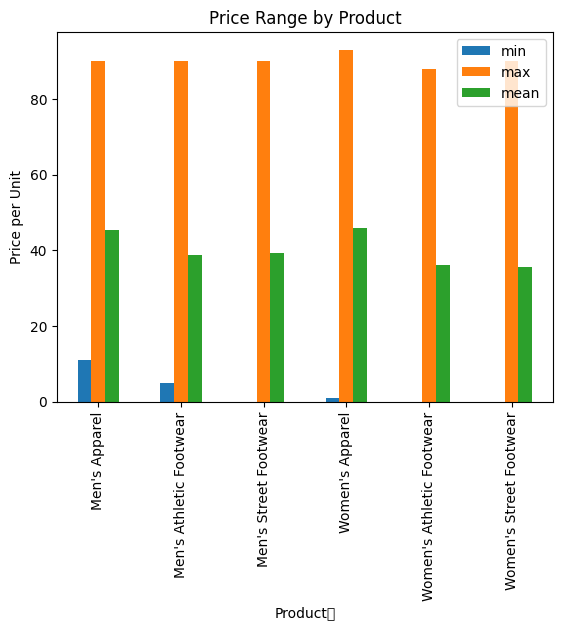 Price Range by Product
min
max
mean
Price per Unit
80
60
40
20
0
Men's Apparel
Men's Athletic Footwear
Men's Street Footwear
Women's Apparel
Women's Athletic Footwear
Women's Street Footwear
Product